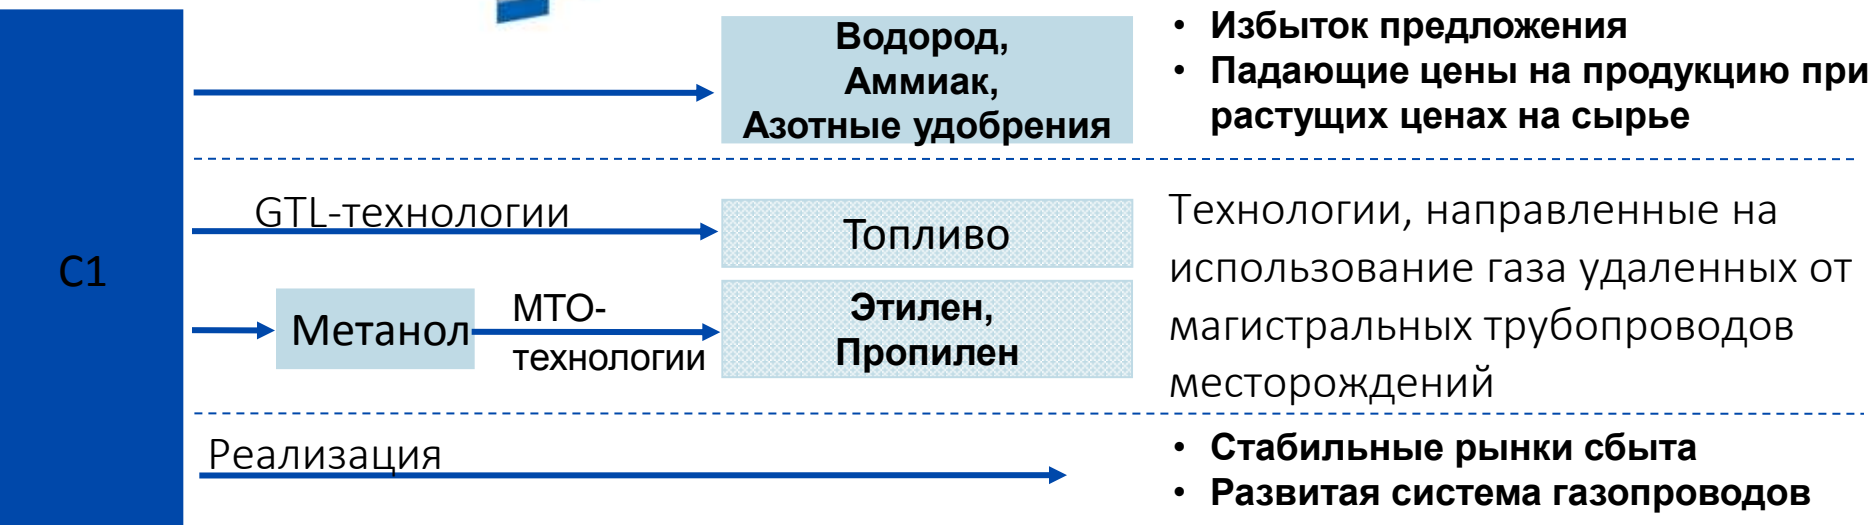 C1
Водород,
Аммиак,
Азотные удобрения
• Избыток предложения
• Падающие цены на продукцию при
растущих ценах на сырье
GTL-технологии
Топливо
Метанол
МТО-
технологии
Этилен,
Пропилен
Технологии, направленные на
использование газа удаленных от
магистральных трубопроводов
месторождений
Реализация
• Стабильные рынки сбыта
• Развитая система газопроводов